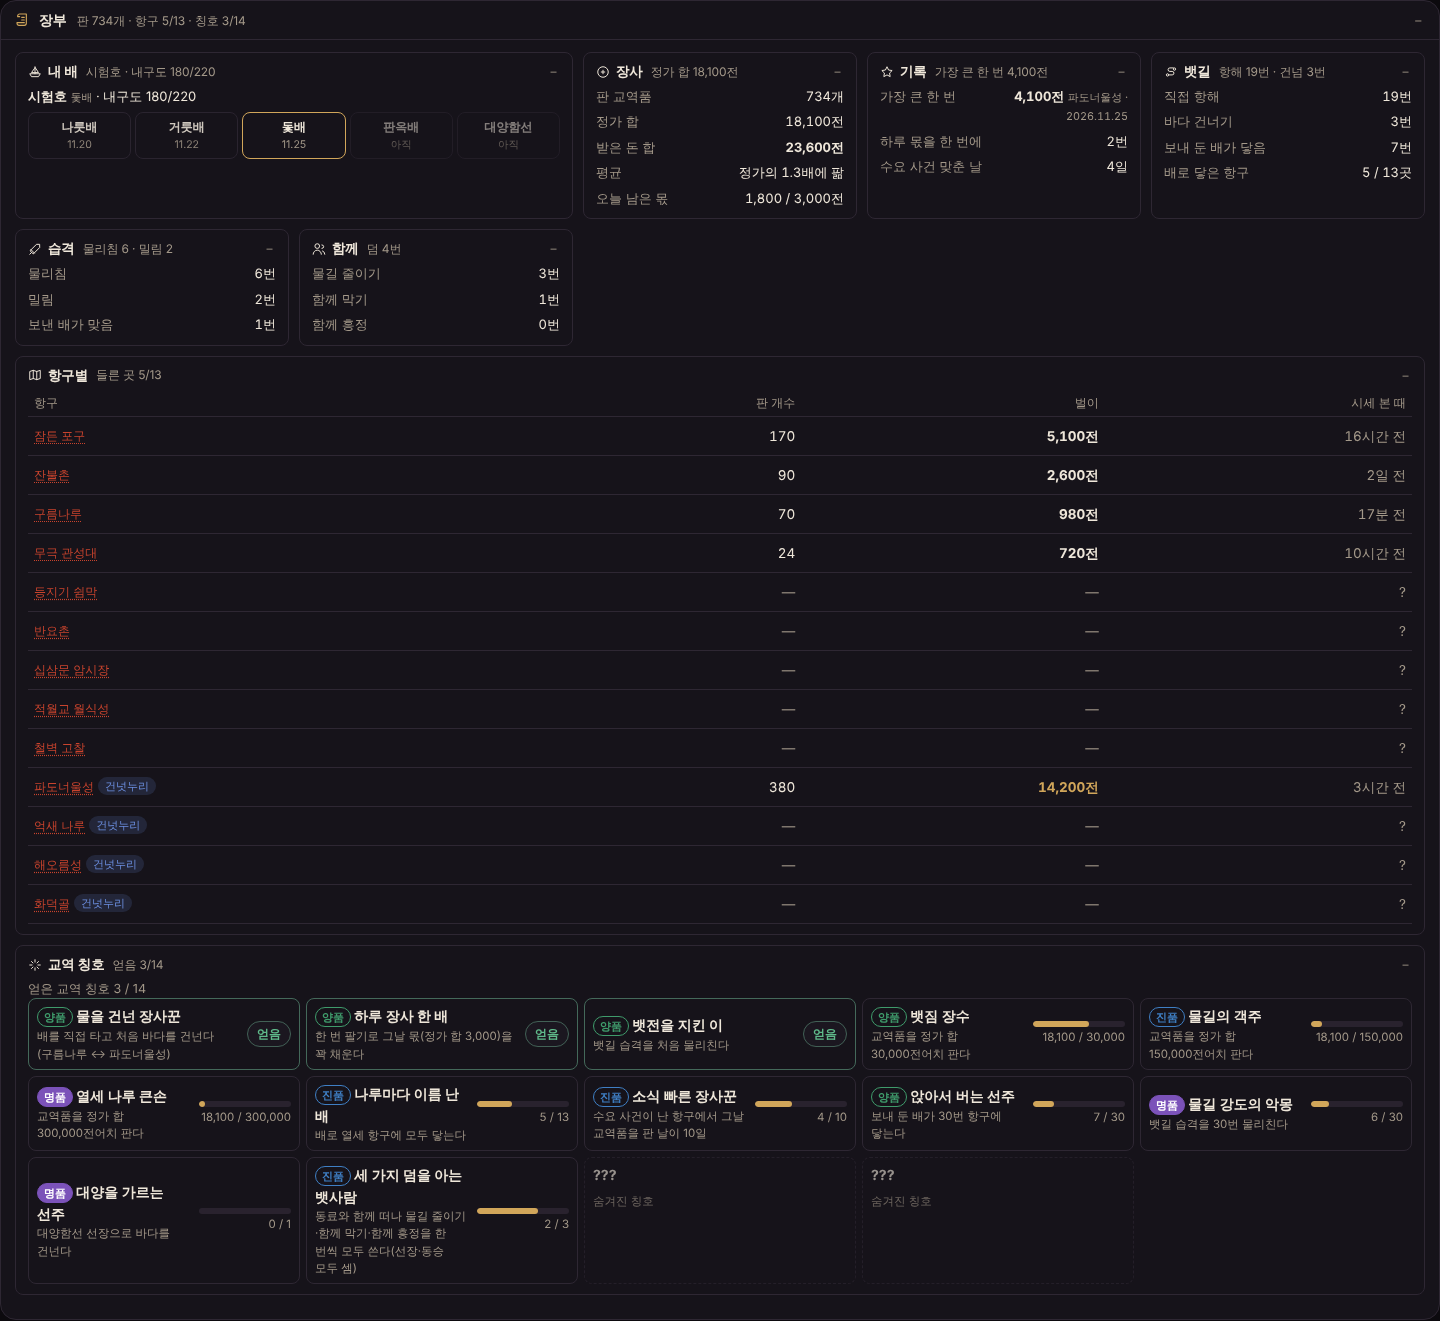 장부 판 734개 · 항구 5/13 · 칭호 3/14 –
내 배 시험호 · 내구도 180/220 –
시험호 돛배 · 내구도 180/220
나룻배
11.20
거룻배
11.22
돛배
11.25
판옥배
아직
대양함선
아직
장사 정가 합 18,100전 –
판 교역품 734개
정가 합 18,100전
받은 돈 합 23,600전
평균 정가의 1.3배에 팖
오늘 남은 몫 1,800 / 3,000전
기록 가장 큰 한 번 4,100전 –
가장 큰 한 번 4,100전 파도너울성 ·
2026.11.25
하루 몫을 한 번에 2번
수요 사건 맞춘 날 4일
뱃길 항해 19번 · 건넘 3번 –
직접 항해 19번
바다 건너기 3번
보내 둔 배가 닿음 7번
배로 닿은 항구 5 / 13곳
습격 물리침 6 · 밀림 2 –
물리침 6번
밀림 2번
보낸 배가 맞음 1번
함께 덤 4번 –
물길 줄이기 3번
함께 막기 1번
함께 흥정 0번
항구별 들른 곳 5/13 –
항구 판 개수 벌이 시세 본 때
잠든 포구 170 5,100전 16시간 전
잔불촌 90 2,600전 2일 전
구름나루 70 980전 17분 전
무극 관성대 24 720전 10시간 전
동지기 쉼막 — — ?
반요촌 — — ?
십삼문 암시장 — — ?
적월교 월식성 — — ?
철벽 고찰 — — ?
파도너울성 건넛누리 380 14,200전 3시간 전
억새 나루 건넛누리 — — ?
해오름성 건넛누리 — — ?
화덕골 건넛누리 — — ?
교역 칭호 얻음 3/14 –
얻은 교역 칭호 3 / 14
양품 물을 건넌 장사꾼
배를 직접 타고 처음 바다를 건넌다
(구름나루 ↔ 파도너울성)
얻음
양품 하루 장사 한 배
한 번 팔기로 그날 몫(정가 합 3,000)을
꽉 채운다
얻음
양품 뱃전을 지킨 이
뱃길 습격을 처음 물리친다
얻음
양품 뱃짐 장수
교역품을 정가 합
30,000전어치 판다
18,100 / 30,000
진품 물길의 객주
교역품을 정가 합
150,000전어치 판다
18,100 / 150,000
명품 열세 나루 큰손
교역품을 정가 합
300,000전어치 판다
18,100 / 300,000
진품 나루마다 이름 난
배
배로 열세 항구에 모두 닿는다
5 / 13
진품 소식 빠른 장사꾼
수요 사건이 난 항구에서 그날
교역품을 판 날이 10일
4 / 10
양품 앉아서 버는 선주
보내 둔 배가 30번 항구에
닿는다
7 / 30
명품 물길 강도의 악몽
뱃길 습격을 30번 물리친다
6 / 30
명품 대양을 가르는
선주
대양함선 선장으로 바다를
건넌다
0 / 1
진품 세 가지 덤을 아는
뱃사람
동료와 함께 떠나 물길 줄이기
·함께 막기·함께 흥정을 한
번씩 모두 쓴다(선장·동승
모두 셈)
2 / 3
???
숨겨진 칭호
???
숨겨진 칭호